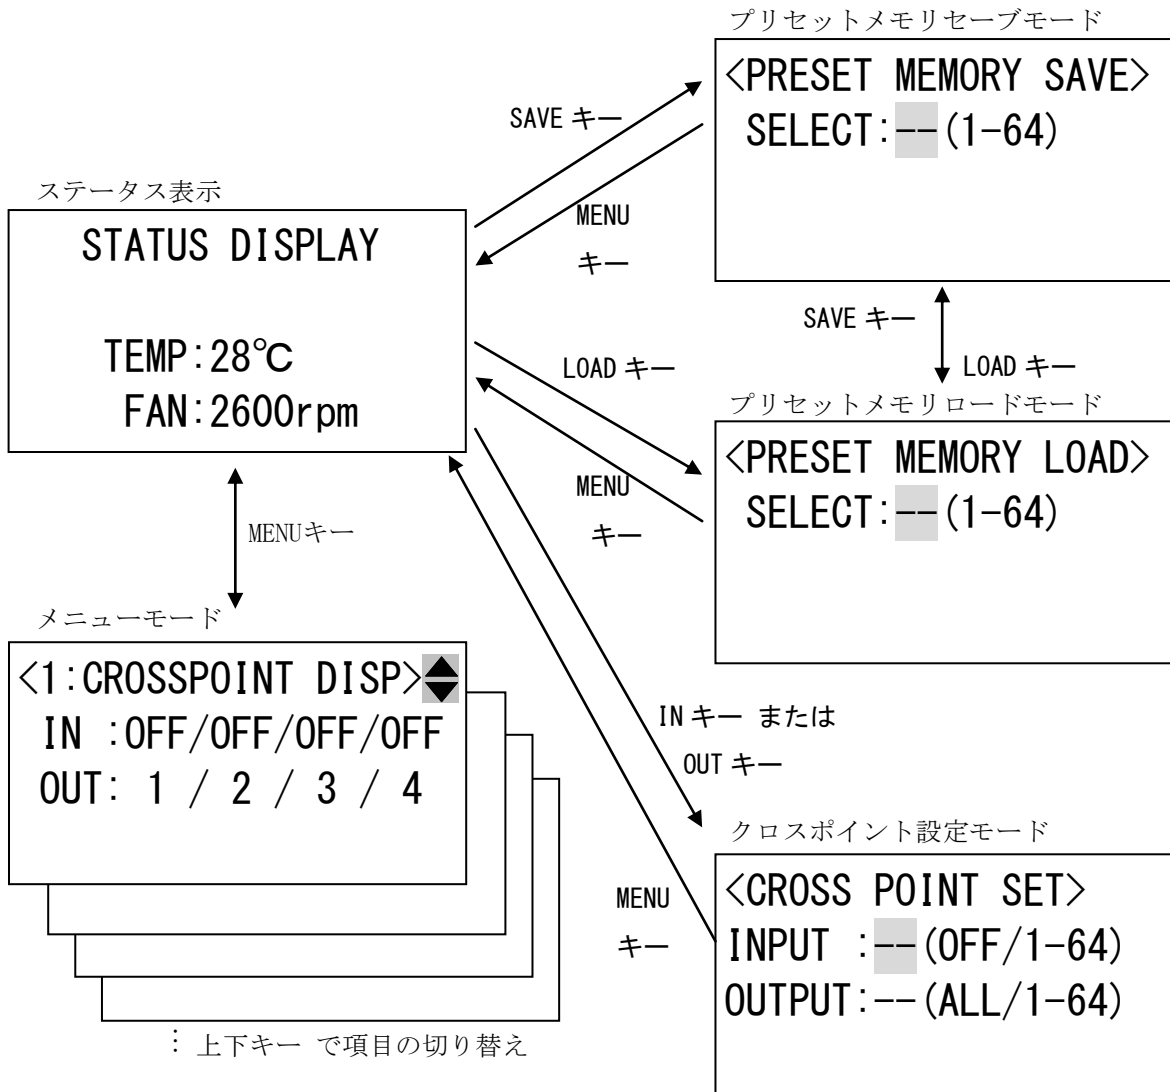 プリセットメモリセーブモード
<PRESET MEMORY SAVE>
SELECT:--(1-64)
SAVE キー
ステータス表示
STATUS DISPLAY
TEMP:28℃
FAN:2600rpm
MENU
キー
SAVE キー
LOAD キー
LOAD キー
プリセットメモリロードモード
<PRESET MEMORY LOAD>
SELECT:--(1-64)
MENU
キー
MENUキー
メニューモード
<1:CROSSPOINT DISP>
IN :OFF/OFF/OFF/OFF
OUT: 1 / 2 / 3 / 4
⋮ 上下キー で項目の切り替え
IN キー または
OUT キー
クロスポイント設定モード
<CROSS POINT SET>
INPUT :--(OFF/1-64)
OUTPUT:--(ALL/1-64)
MENU
キー